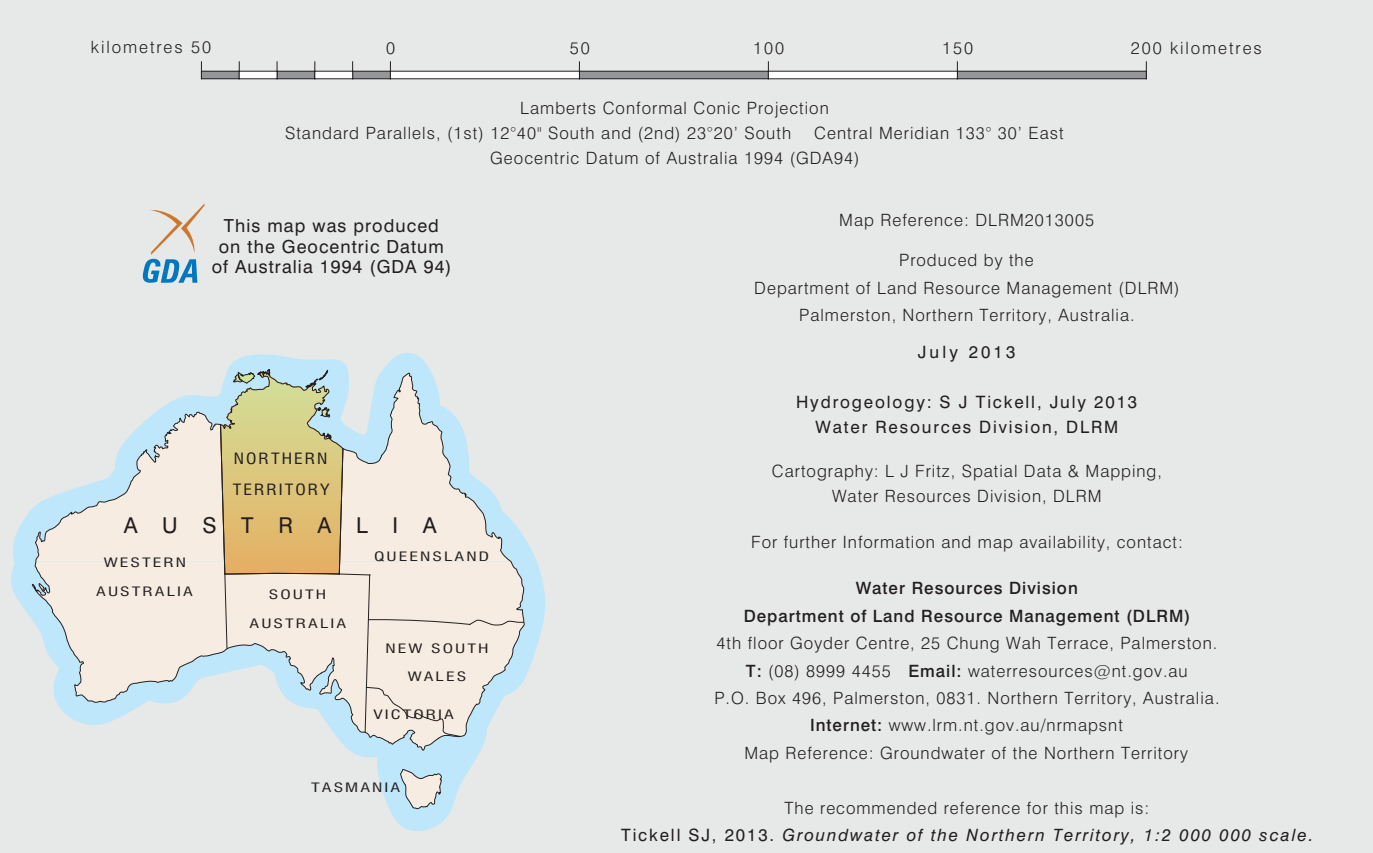 kilometres 50 0 50 100 150 200 kilometres
Lamberts Conformal Conic Projection
Standard Parallels, (1st) 12°40" South and (2nd) 23°20’ South Central Meridian 133° 30’ East
Geocentric Datum of Australia 1994 (GDA94)
GDA
This map was produced
on the Geocentric Datum
of Australia 1994 (GDA 94)
NORTHERN
TERRITORY
AUSTRALIA
WESTERN
AUSTRALIA
QUEENSLAND
SOUTH
AUSTRALIA
NEW SOUTH
WALES
VICTORIA
TASMANIA
Map Reference: DLRM2013005
Produced by the
Department of Land Resource Management (DLRM)
Palmerston, Northern Territory, Australia.
July 2013
Hydrogeology: S J Tickell, July 2013
Water Resources Division, DLRM
Cartography: L J Fritz, Spatial Data & Mapping,
Water Resources Division, DLRM
For further Information and map availability, contact:
Water Resources Division
Department of Land Resource Management (DLRM)
4th floor Goyder Centre, 25 Chung Wah Terrace, Palmerston.
T: (08) 8999 4455 Email: waterresources@nt.gov.au
P.O. Box 496, Palmerston, 0831. Northern Territory, Australia.
Internet: www.lrm.nt.gov.au/nrmapsnt
Map Reference: Groundwater of the Northern Territory
The recommended reference for this map is:
Tickell SJ, 2013. Groundwater of the Northern Territory, 1:2 000 000 scale.